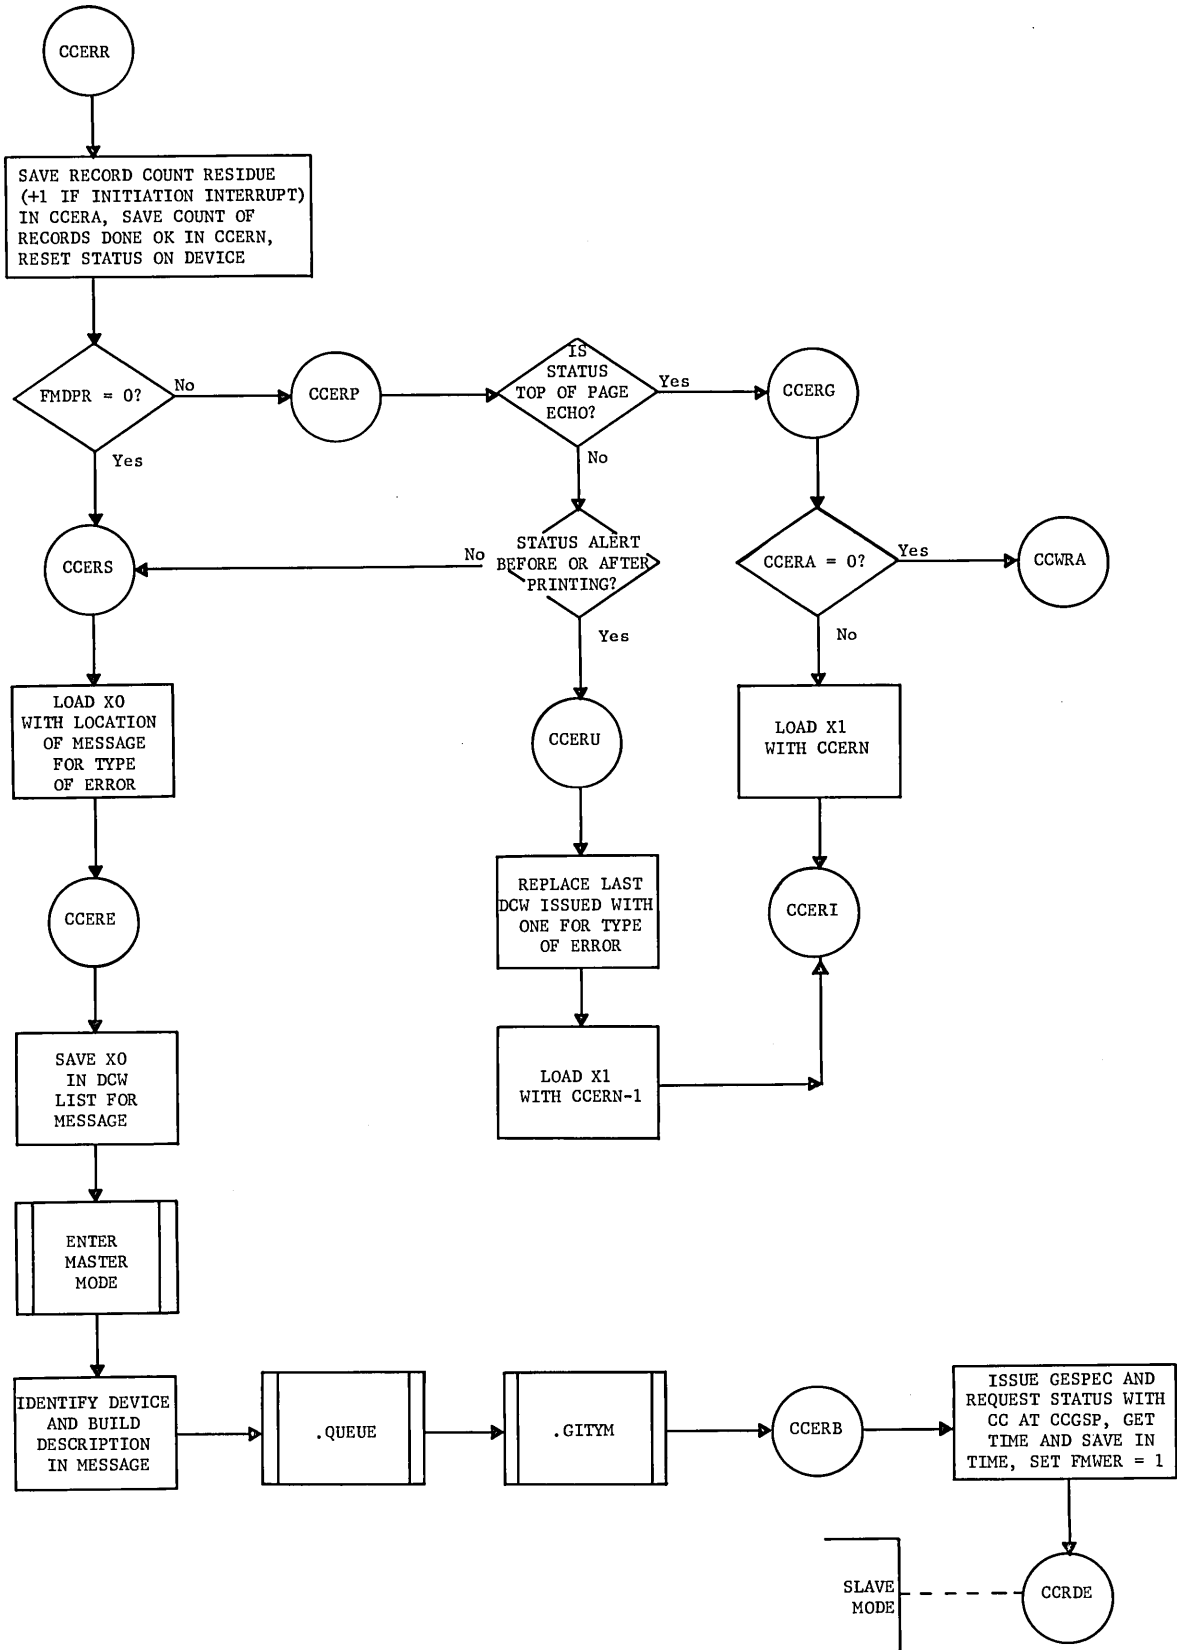 CCERR
SAVE RECORD COUNT RESIDUE
(+1 IF INITIATION INTERRUPT)
IN CCERA, SAVE COUNT OF
RECORDS DONE OK IN CCERN,
RESET STATUS ON DEVICE
FMDPR = 0?
No
CCERP
IS
STATUS
TOP OF PAGE
ECHO?
Yes
CCERG
Yes
No
CCERS
No
STATUS ALERT
BEFORE OR AFTER
PRINTING?
CCERA = 0?
Yes
CCWRA
Yes
No
LOAD X0
WITH LOCATION
OF MESSAGE
FOR TYPE
OF ERROR
CCERU
LOAD X1
WITH CCERN
CCERE
REPLACE LAST
DCW ISSUED WITH
ONE FOR TYPE
OF ERROR
CCERI
SAVE X0
IN DCW
LIST FOR
MESSAGE
LOAD X1
WITH CCERN-1
ENTER
MASTER
MODE
IDENTIFY DEVICE
AND BUILD
DESCRIPTION
IN MESSAGE
.QUEUE
.GITYM
CCERB
ISSUE GESPEC AND
REQUEST STATUS WITH
CC AT CCGSP, GET
TIME AND SAVE IN
TIME, SET FMWER = 1
SLAVE
MODE
CCRDE